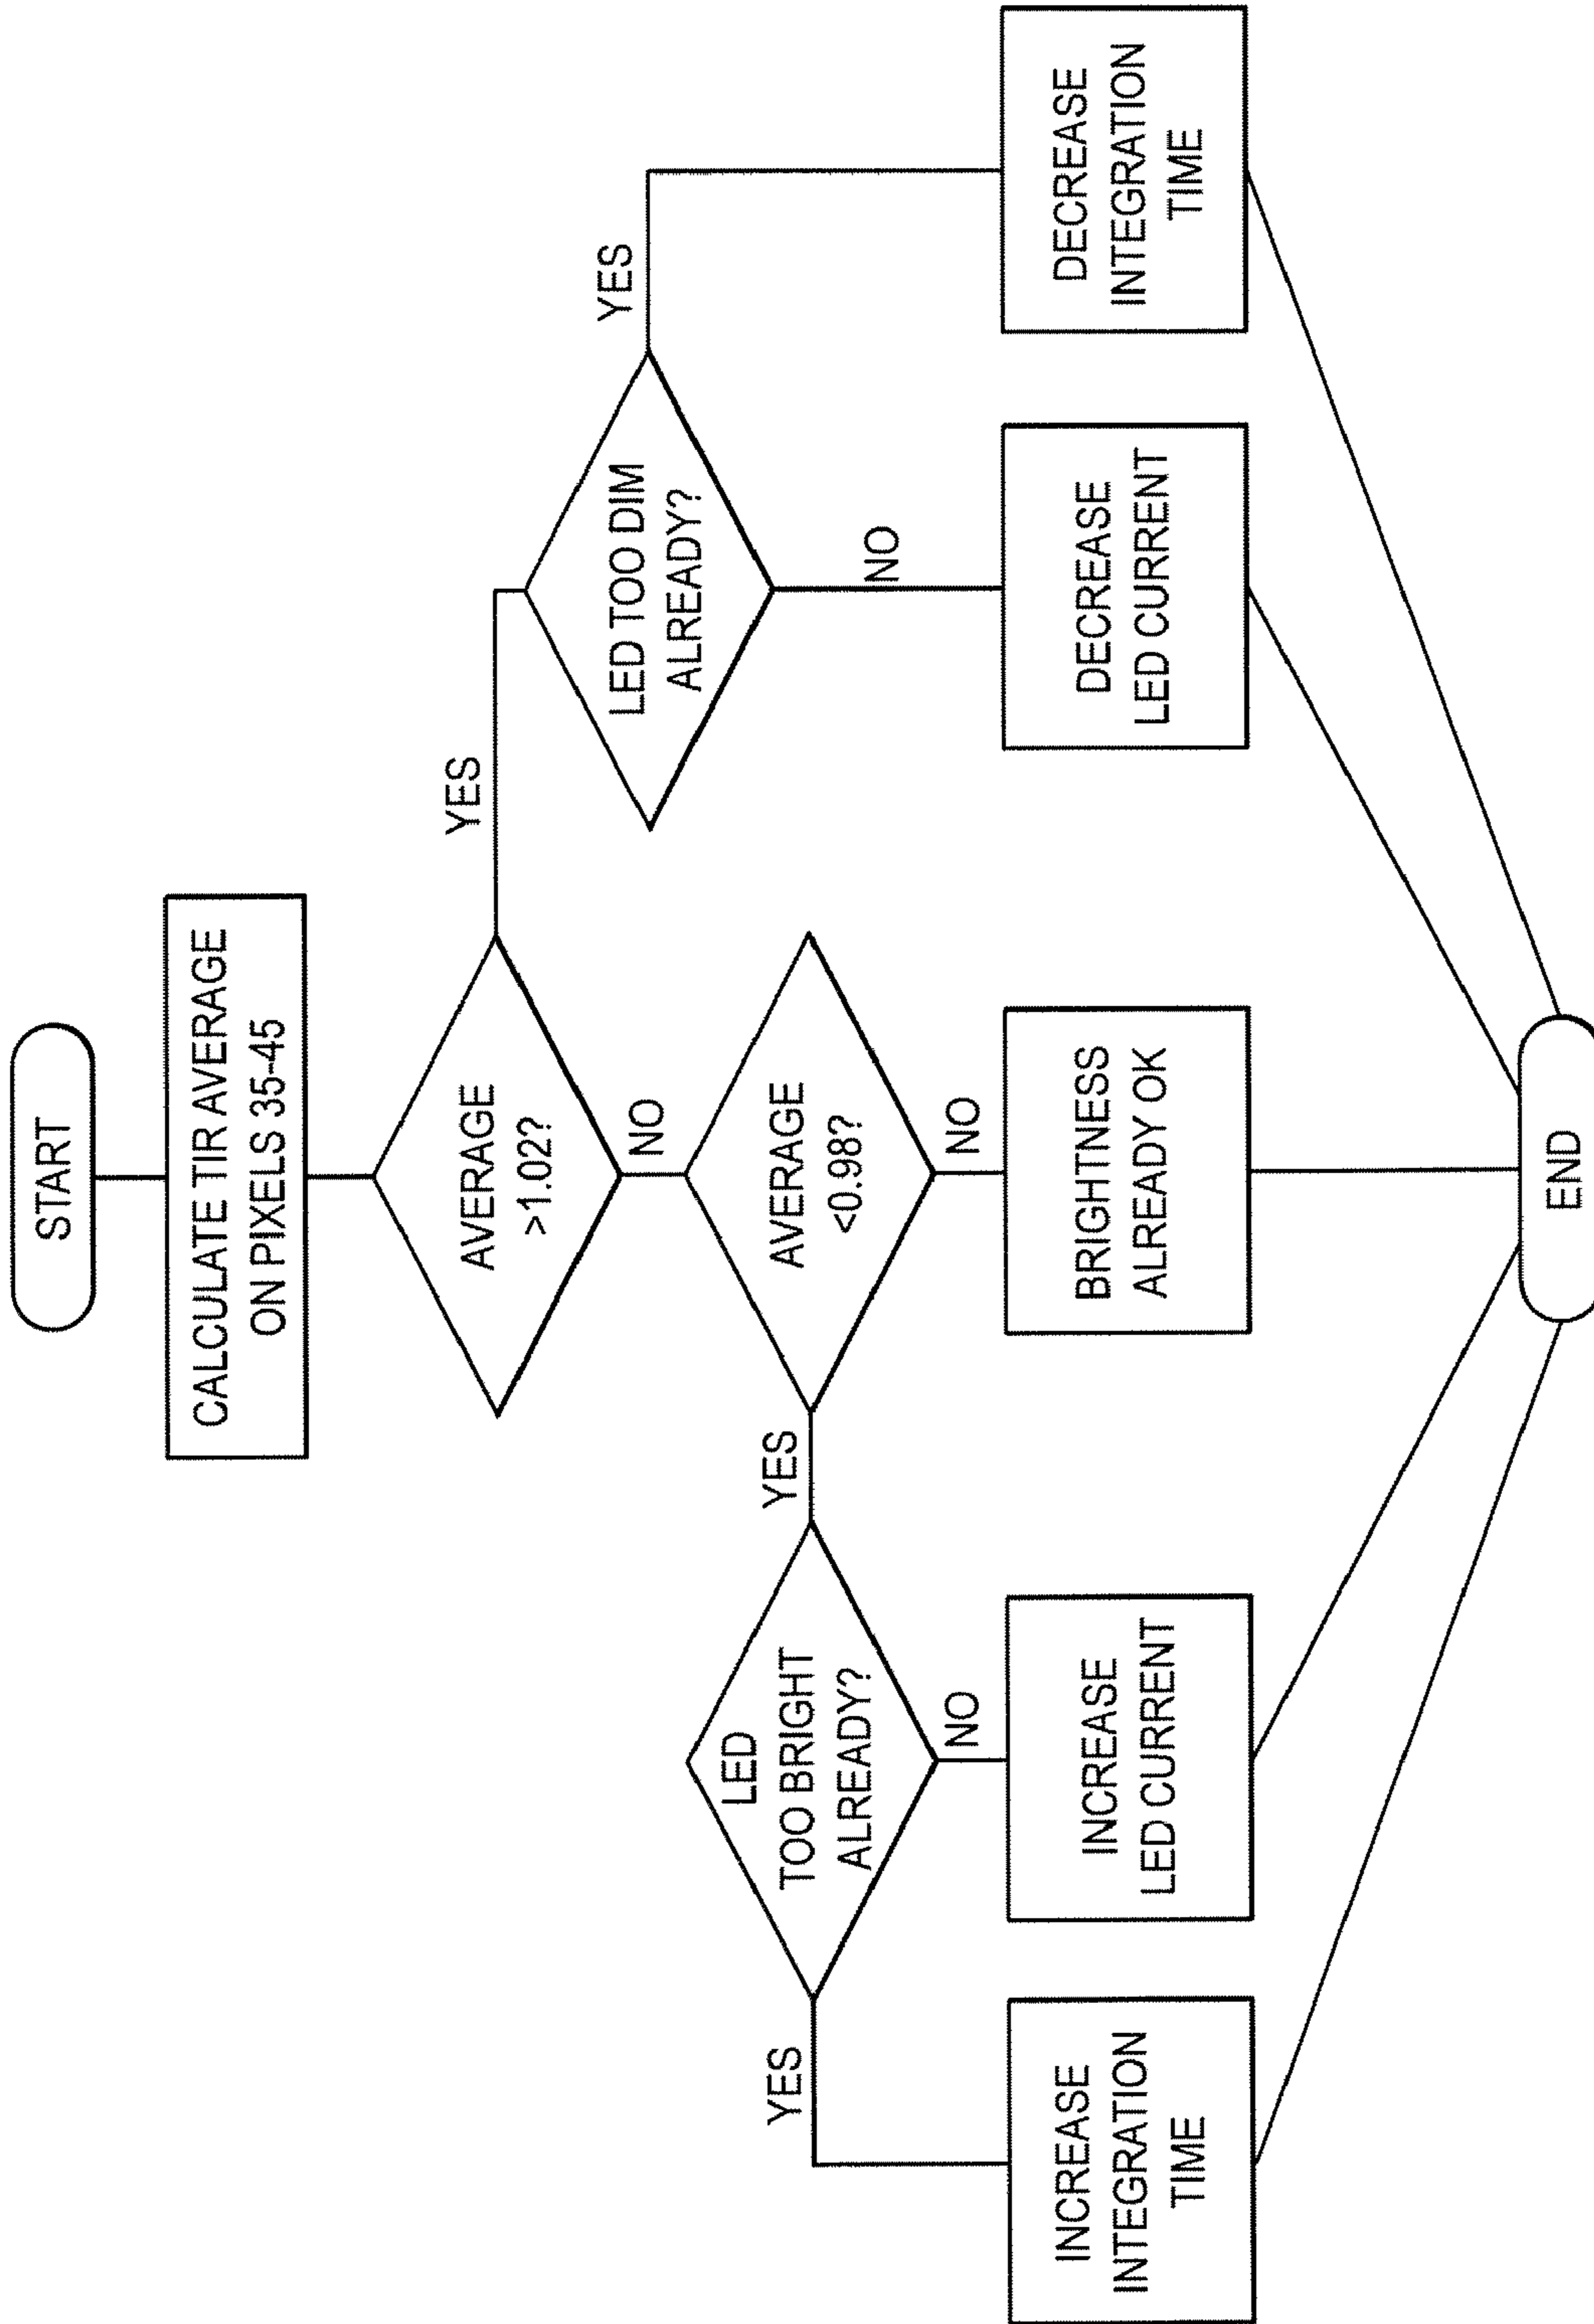 START
CALCULATE TIR AVERAGE
ON PIXELS 35-45
AVERAGE
>1.02?
YES
NO
LED TOO DIM
ALREADY?
YES
NO
AVERAGE
<0.98?
YES
NO
LED
TOO BRIGHT
ALREADY?
YES
NO
INCREASE
INTEGRATION
TIME
INCREASE
LED CURRENT
BRIGHTNESS
ALREADY OK
DECREASE
LED CURRENT
DECREASE
INTEGRATION
TIME
END